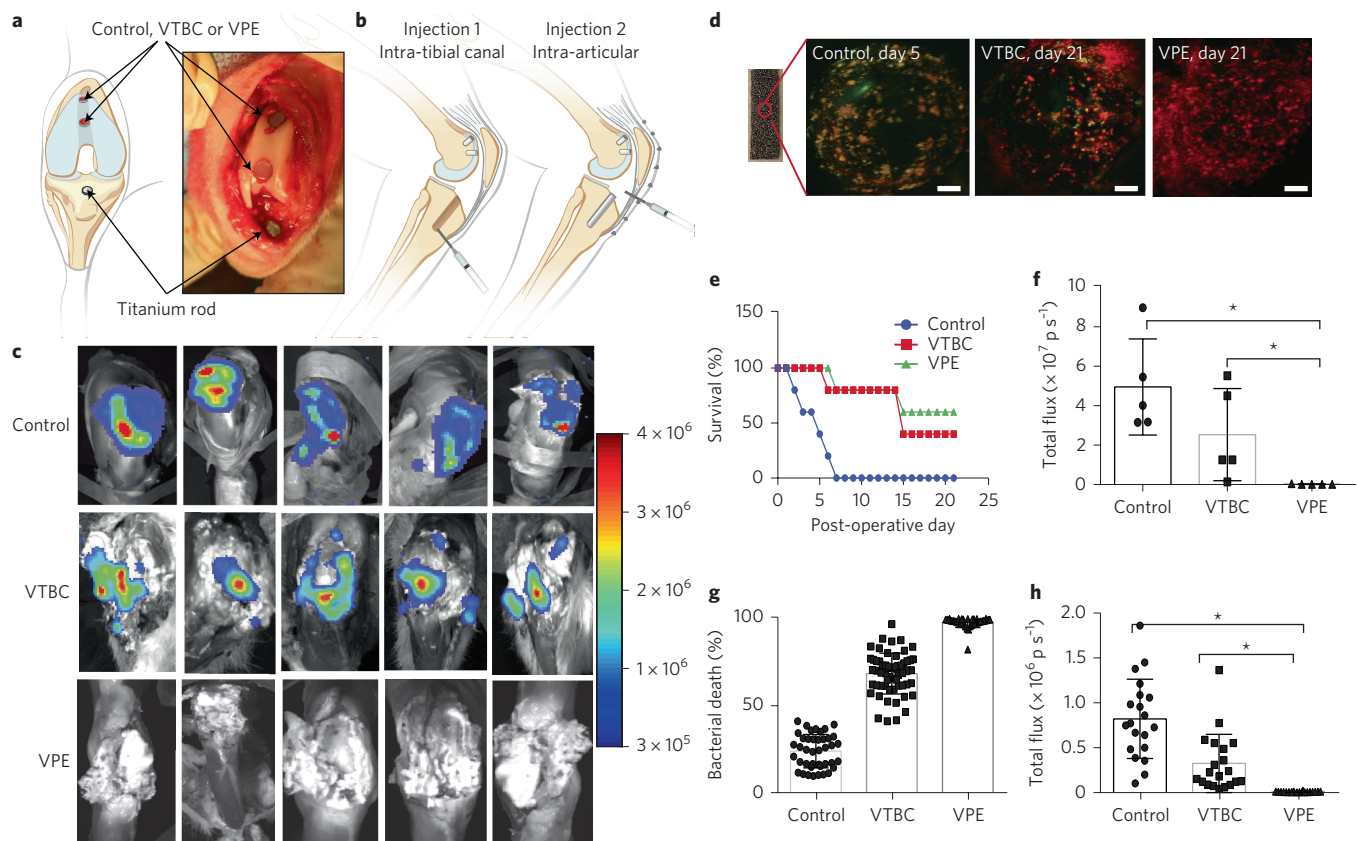 a
Control, VTBC or VPE
Titanium rod
b
Injection 1
Intra-tibial canal
Injection 2
Intra-articular
c
Control
VTBC
VPE
4 × 10⁶
3 × 10⁶
2 × 10⁶
1 × 10⁶
3 × 10⁵
d
Control, day 5
VTBC, day 21
VPE, day 21
e
Survival (%)
150
100
50
0
0
5
10
15
20
25
Post-operative day
Control
VTBC
VPE
f
Total flux (× 10⁷ p s⁻¹)
10
8
6
4
2
0
*
*
Control
VTBC
VPE
g
Bacterial death (%)
100
50
0
Control
VTBC
VPE
h
Total flux (× 10⁶ p s⁻¹)
2.0
1.5
1.0
0.5
0
*
*
Control
VTBC
VPE